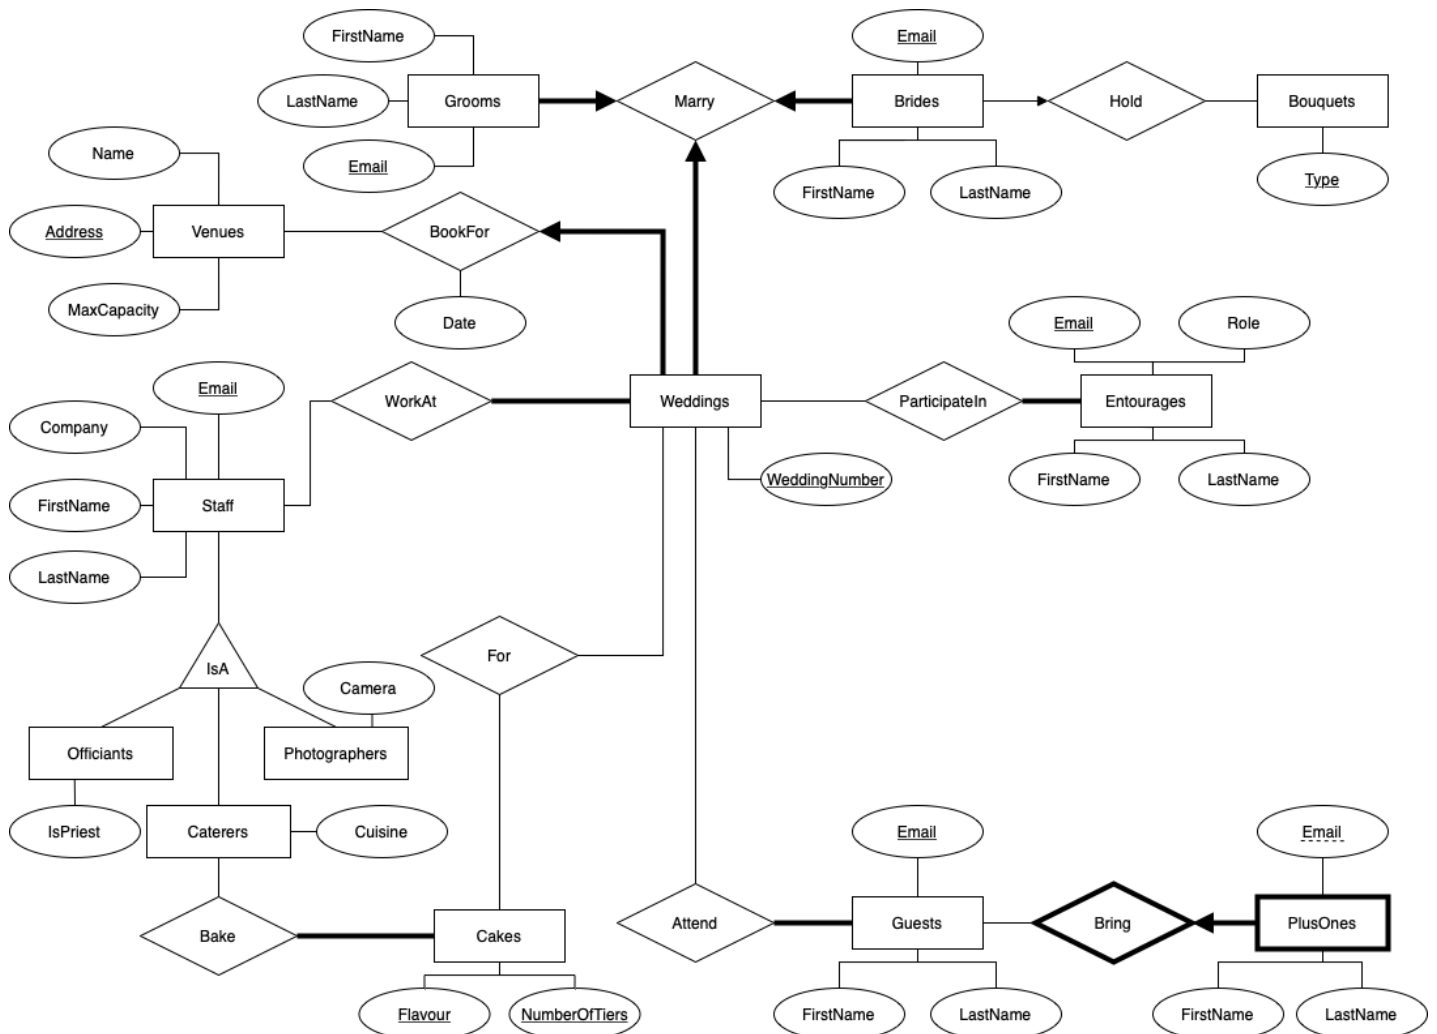 FirstName
Email
LastName
Grooms
Marry
Brides
Hold
Bouquets
Name
Email
FirstName
LastName
Type
Address
Venues
BookFor
MaxCapacity
Date
Email
Role
Email
Company
WorkAt
Weddings
ParticipateIn
Entourages
FirstName
Staff
WeddingNumber
FirstName
LastName
LastName
For
IsA
Camera
Officiants
Photographers
IsPriest
Caterers
Cuisine
Email
Email
Bake
Cakes
Attend
Guests
Bring
PlusOnes
Flavour
NumberOfTiers
FirstName
LastName
FirstName
LastName